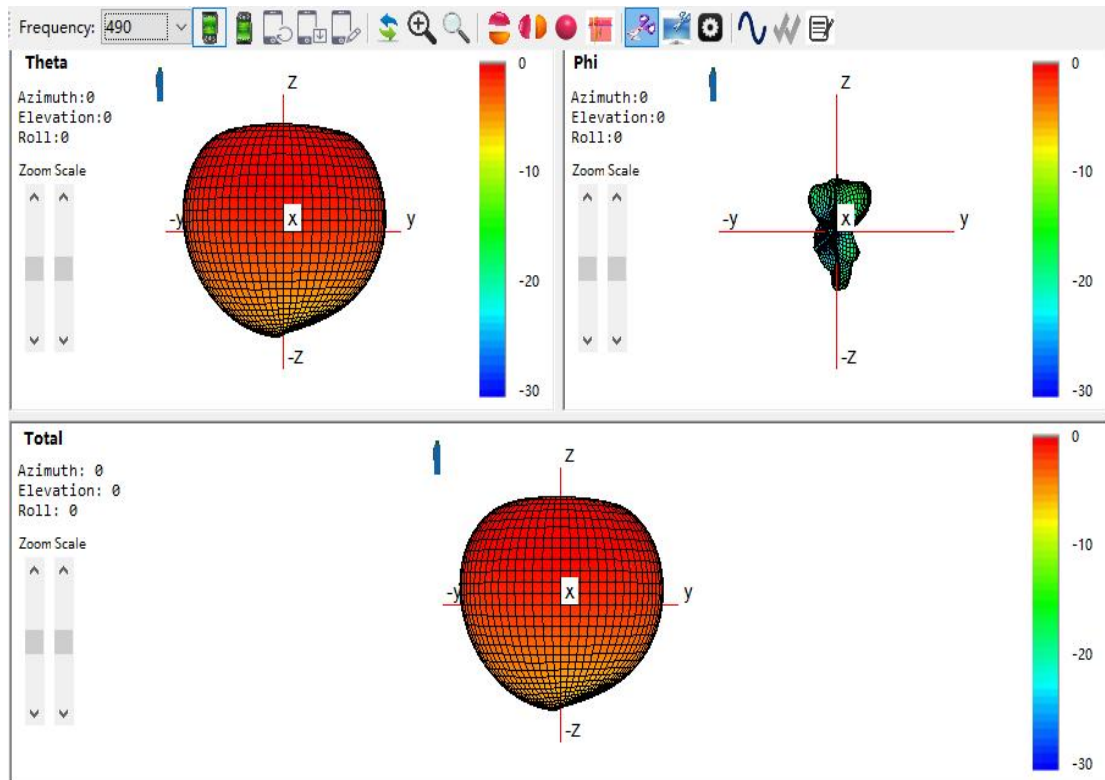 Frequency: 490
Theta
Azimuth:0
Elevation:0
Roll:0
Zoom Scale
Z
-y
x
y
-Z
0
-10
-20
-30
Phi
Azimuth:0
Elevation:0
Roll:0
Zoom Scale
Z
-y
x
y
-Z
0
-10
-20
-30
Total
Azimuth: 0
Elevation: 0
Roll: 0
Zoom Scale
Z
-y
x
y
-Z
0
-10
-20
-30